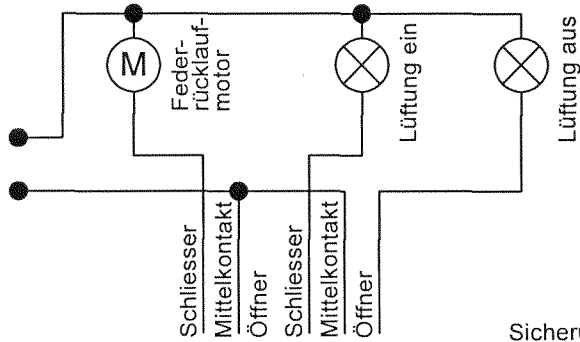 M
Feder-
rücklauf-
motor
Lüftung ein
Lüftung aus
Schliesser
Mittelkontakt
Öffner
Schliesser
Mittelkontakt
Öffner